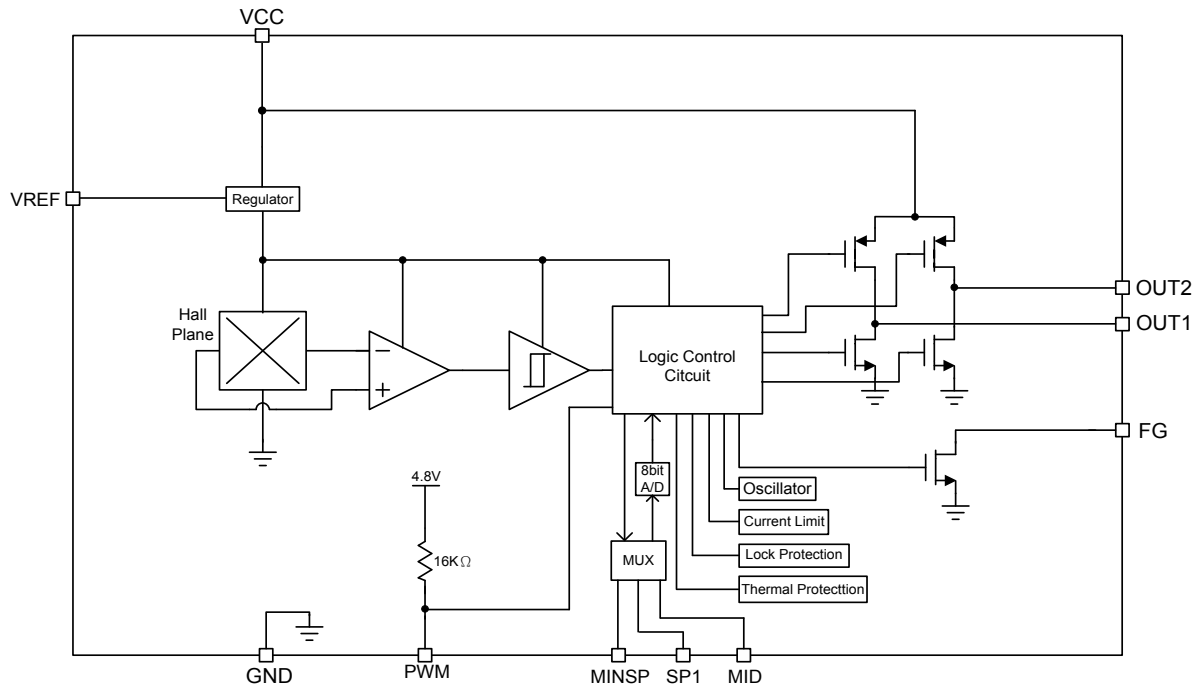 VCC
VREF
Regulator
Hall
Plane
−
+
Logic Control
Citcuit
OUT2
OUT1
FG
4.8V
16KΩ
8bit
A/D
MUX
Oscillator
Current Limit
Lock Protection
Thermal Protecttion
GND
PWM
MINSP
SP1
MID